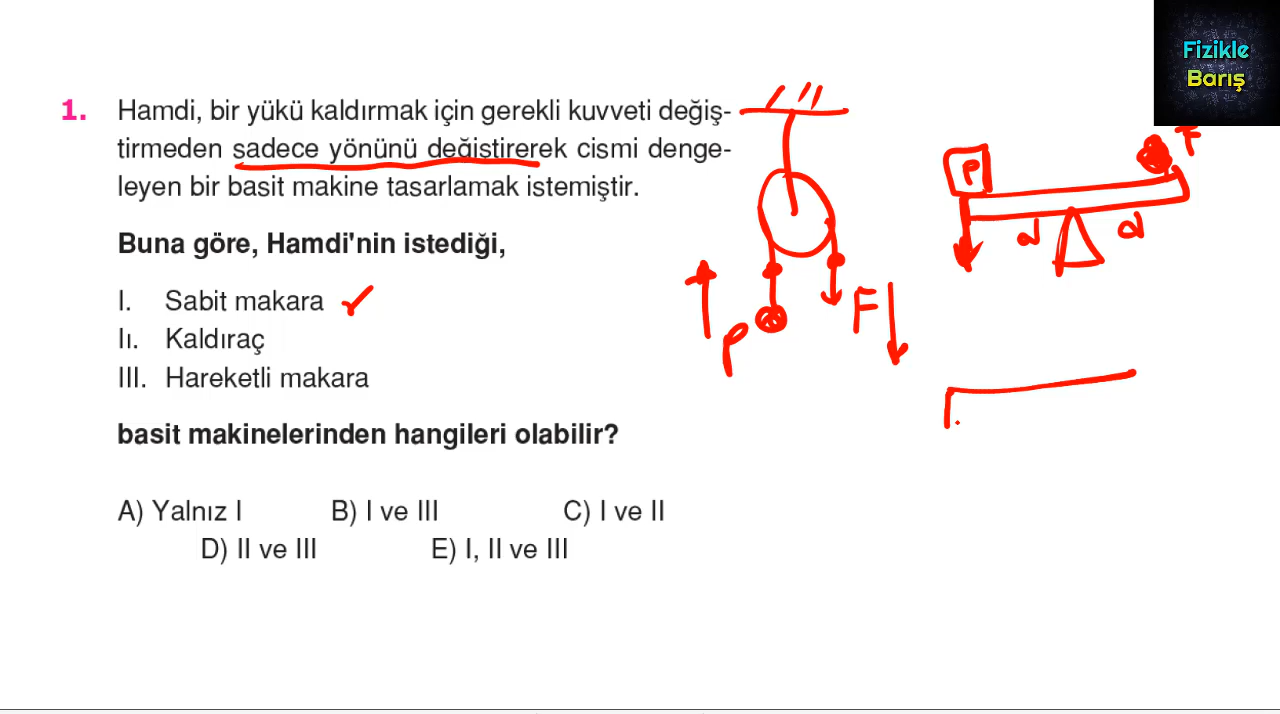 Fizikle
Barış
1. Hamdi, bir yükü kaldırmak için gerekli kuvveti değiş-
tirmeden sadece yönünü değiştirerek cismi denge-
leyen bir basit makine tasarlamak istemiştir.
Buna göre, Hamdi'nin istediği,
I. Sabit makara
Iı. Kaldıraç
III. Hareketli makara
basit makinelerinden hangileri olabilir?
A) Yalnız I B) I ve III C) I ve II
D) II ve III E) I, II ve III
P F
P F
d d